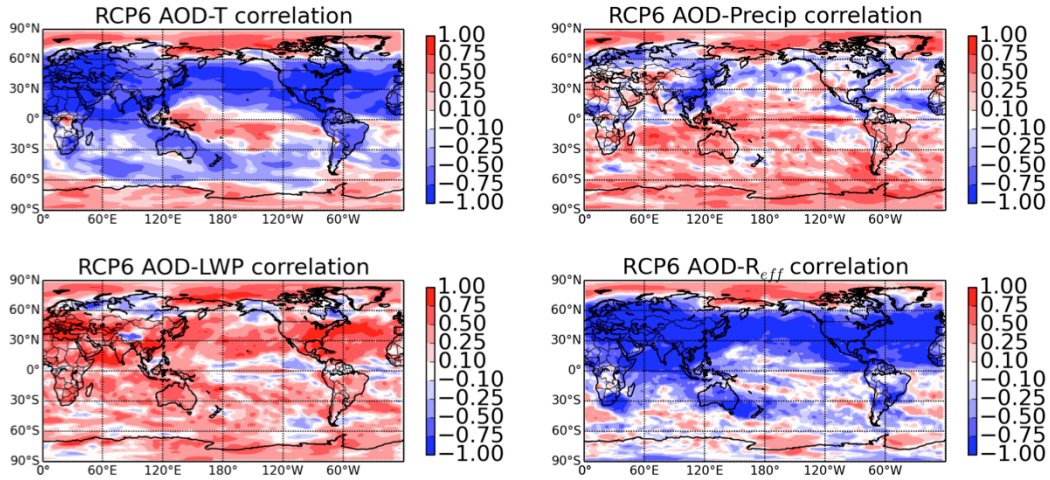 RCP6 AOD-T correlation
90°N
60°N
30°N
0°
30°S
60°S
90°S
0° 60°E 120°E 180° 120°W 60°W
1.00
0.75
0.50
0.25
0.10
−0.10
−0.25
−0.50
−0.75
−1.00
RCP6 AOD-Precip correlation
90°N
60°N
30°N
0°
30°S
60°S
90°S
0° 60°E 120°E 180° 120°W 60°W
1.00
0.75
0.50
0.25
0.10
−0.10
−0.25
−0.50
−0.75
−1.00
RCP6 AOD-LWP correlation
90°N
60°N
30°N
0°
30°S
60°S
90°S
0° 60°E 120°E 180° 120°W 60°W
1.00
0.75
0.50
0.25
0.10
−0.10
−0.25
−0.50
−0.75
−1.00
RCP6 AOD-R_eff correlation
90°N
60°N
30°N
0°
30°S
60°S
90°S
0° 60°E 120°E 180° 120°W 60°W
1.00
0.75
0.50
0.25
0.10
−0.10
−0.25
−0.50
−0.75
−1.00